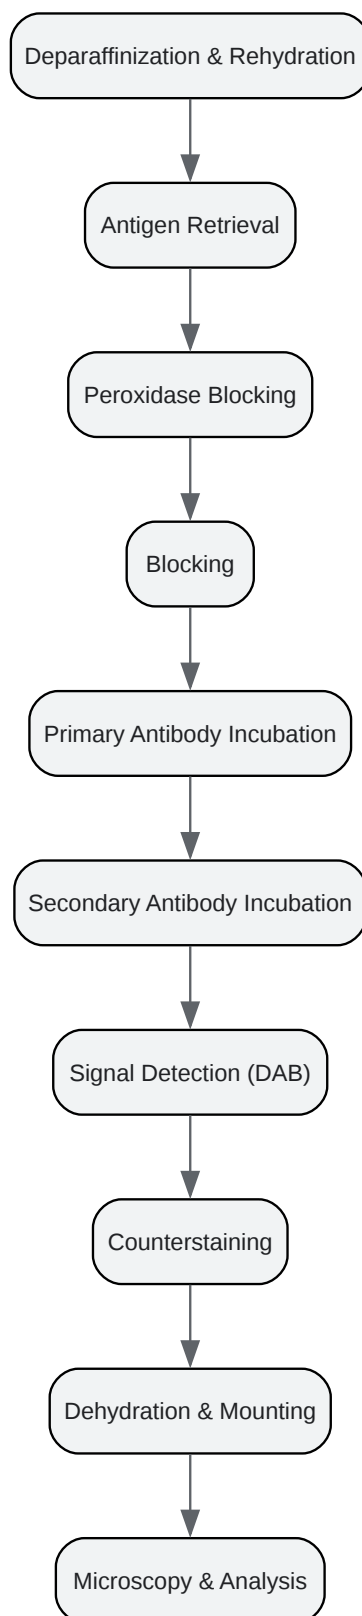 Deparaffinization & Rehydration
Antigen Retrieval
Peroxidase Blocking
Blocking
Primary Antibody Incubation
Secondary Antibody Incubation
Signal Detection (DAB)
Counterstaining
Dehydration & Mounting
Microscopy & Analysis